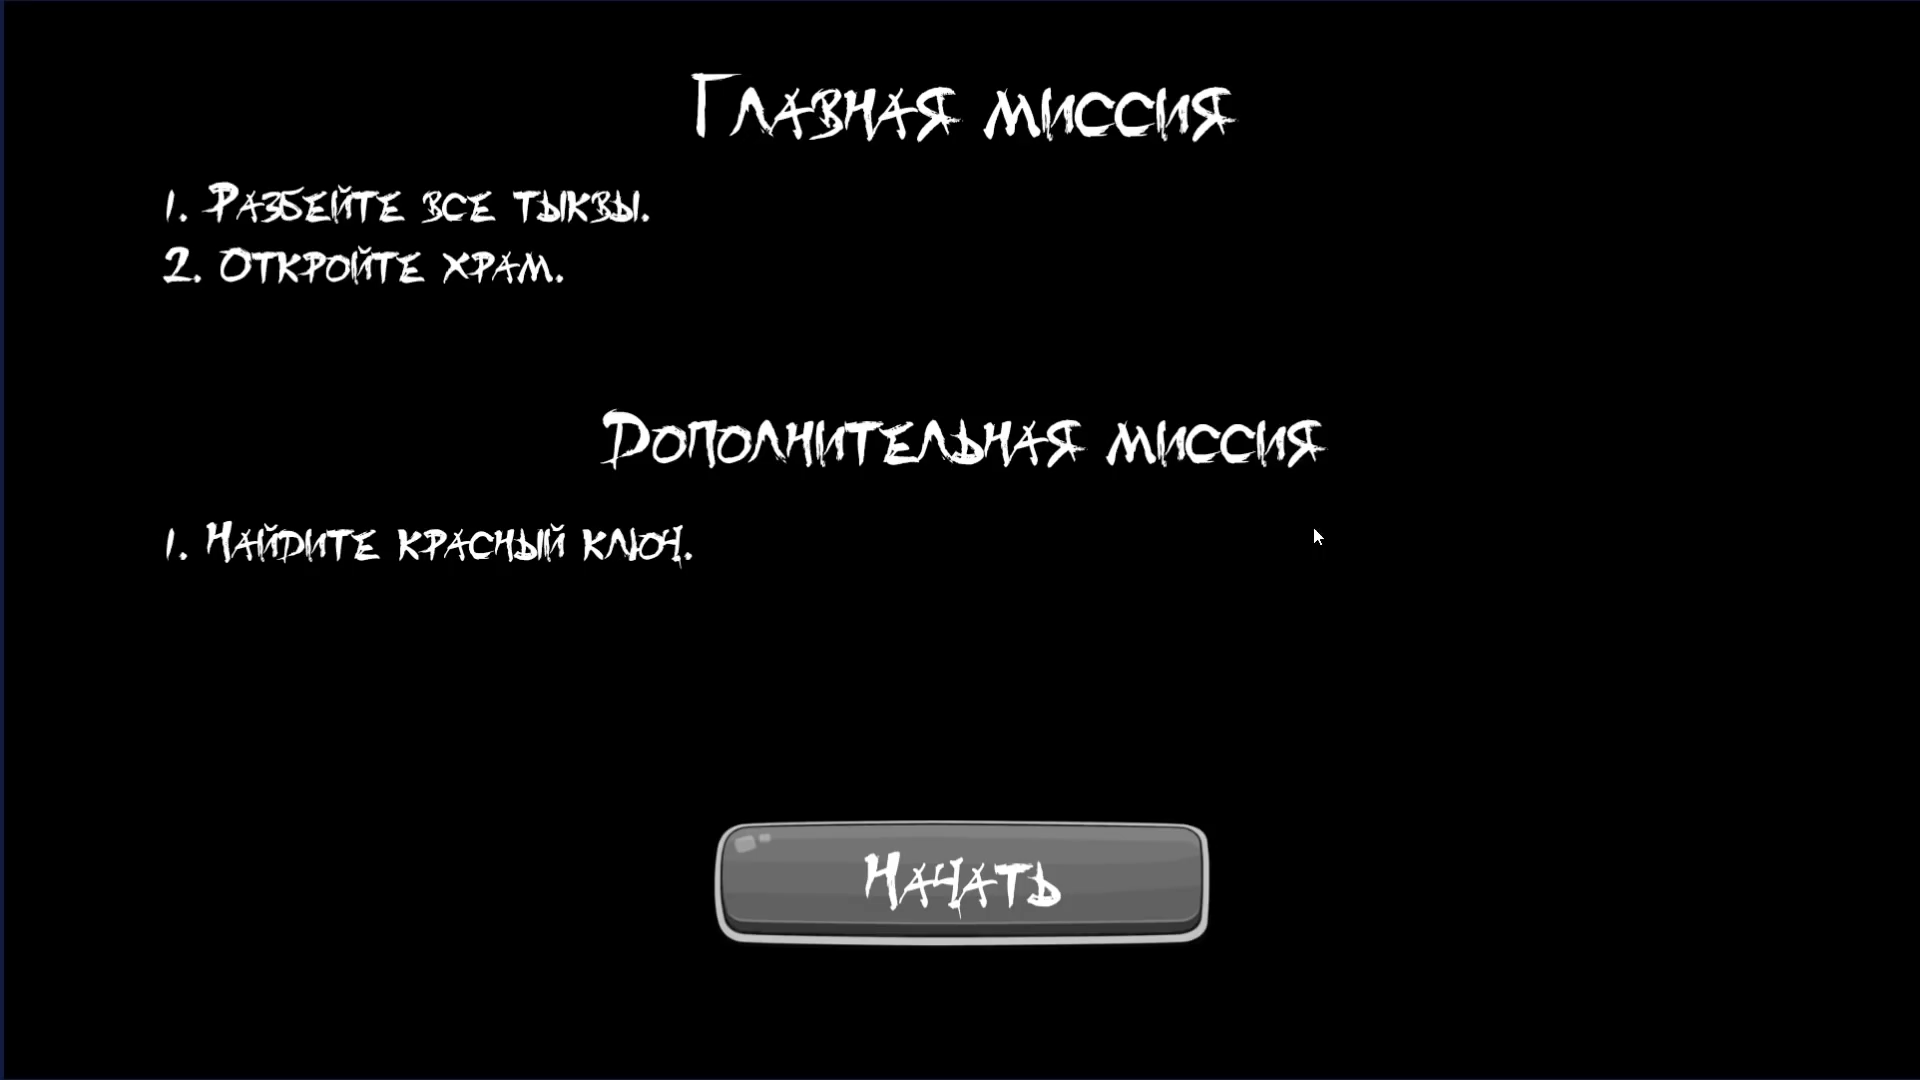 Главная миссия
1. Разбейте все тыквы.
2. Откройте храм.
Дополнительная миссия
1. Найдите красный ключ.
Начать